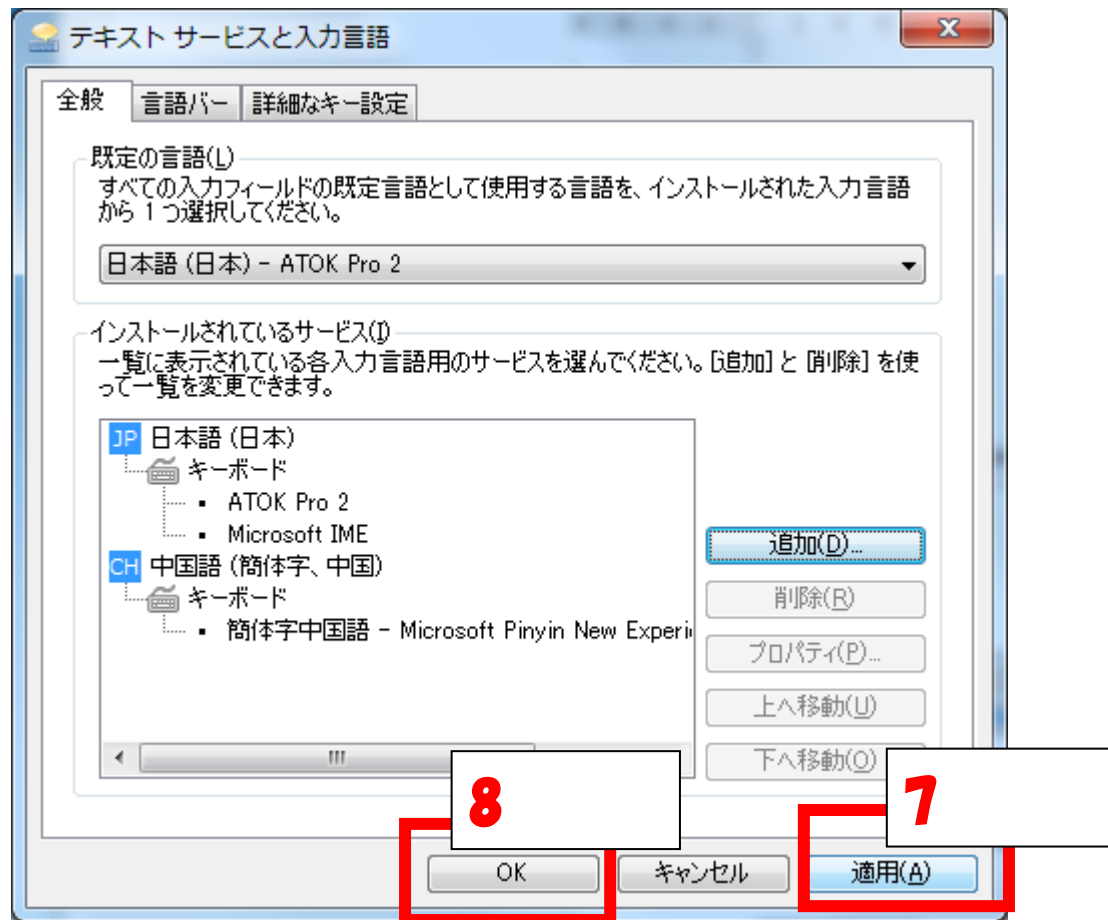 テキスト サービスと入力言語
全般 言語バー 詳細なキー設定
既定の言語(L)
すべての入力フィールドの既定言語として使用する言語を、インストールされた入力言語
から 1 つ選択してください。
日本語 (日本) - ATOK Pro 2
インストールされているサービス(I)
一覧に表示されている各入力言語用のサービスを選んでください。[追加] と [削除] を使
って一覧を変更できます。
JP 日本語 (日本)
キーボード
ATOK Pro 2
Microsoft IME
CH 中国語 (簡体字、中国)
キーボード
簡体字中国語 - Microsoft Pinyin New Experi
追加(D)...
削除(R)
プロパティ(P)...
上へ移動(U)
下へ移動(O)
8
7
OK キャンセル 適用(A)